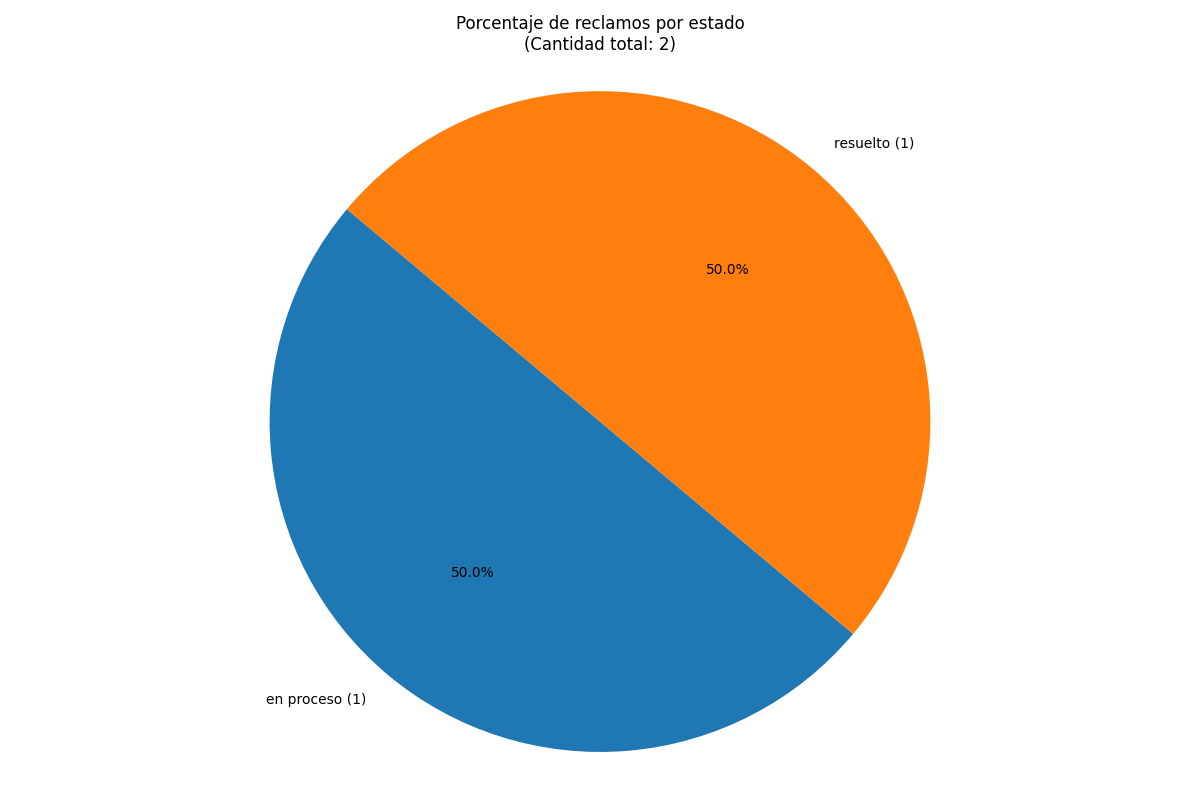 Porcentaje de reclamos por estado
(Cantidad total: 2)
resuelto (1)
50.0%
50.0%
en proceso (1)